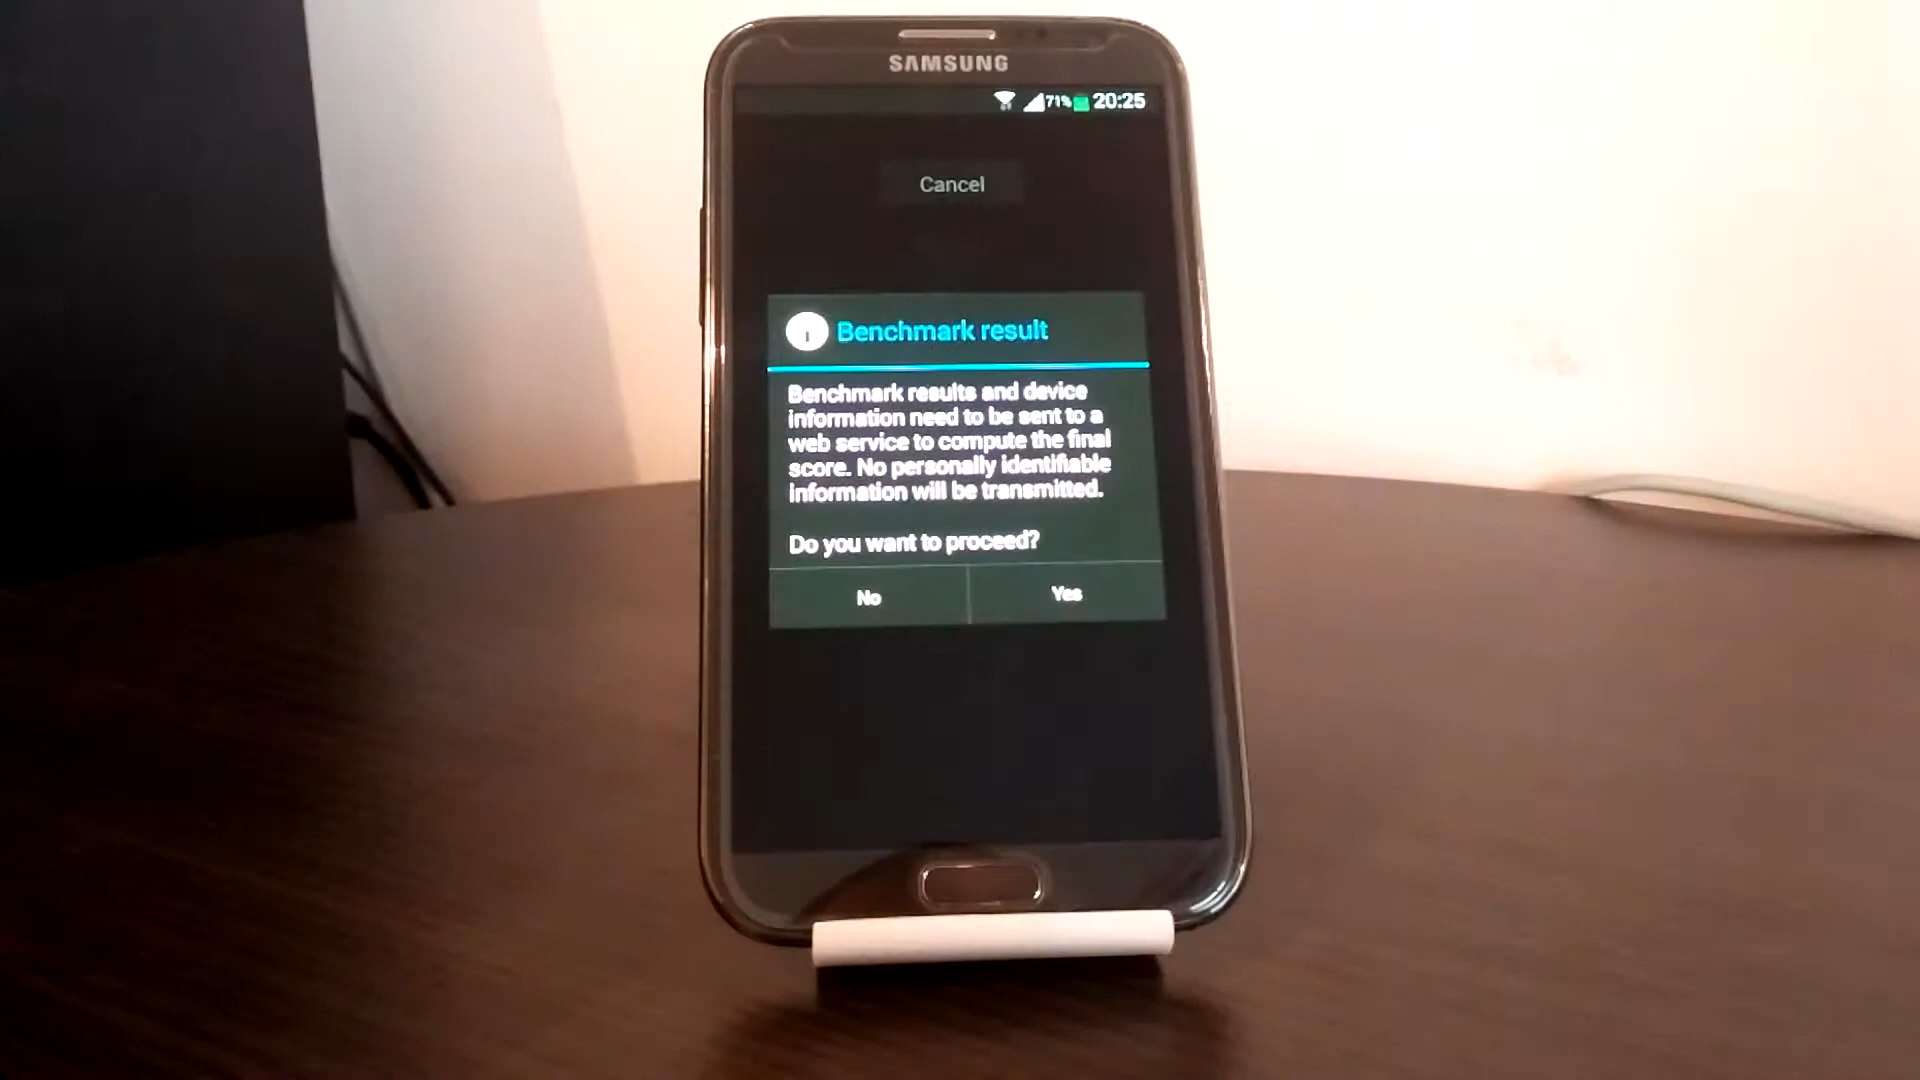 SAMSUNG
71% 20:25
Cancel
Benchmark result
Benchmark results and device
information need to be sent to a
web service to compute the final
score. No personally identifiable
information will be transmitted.
Do you want to proceed?
No Yes